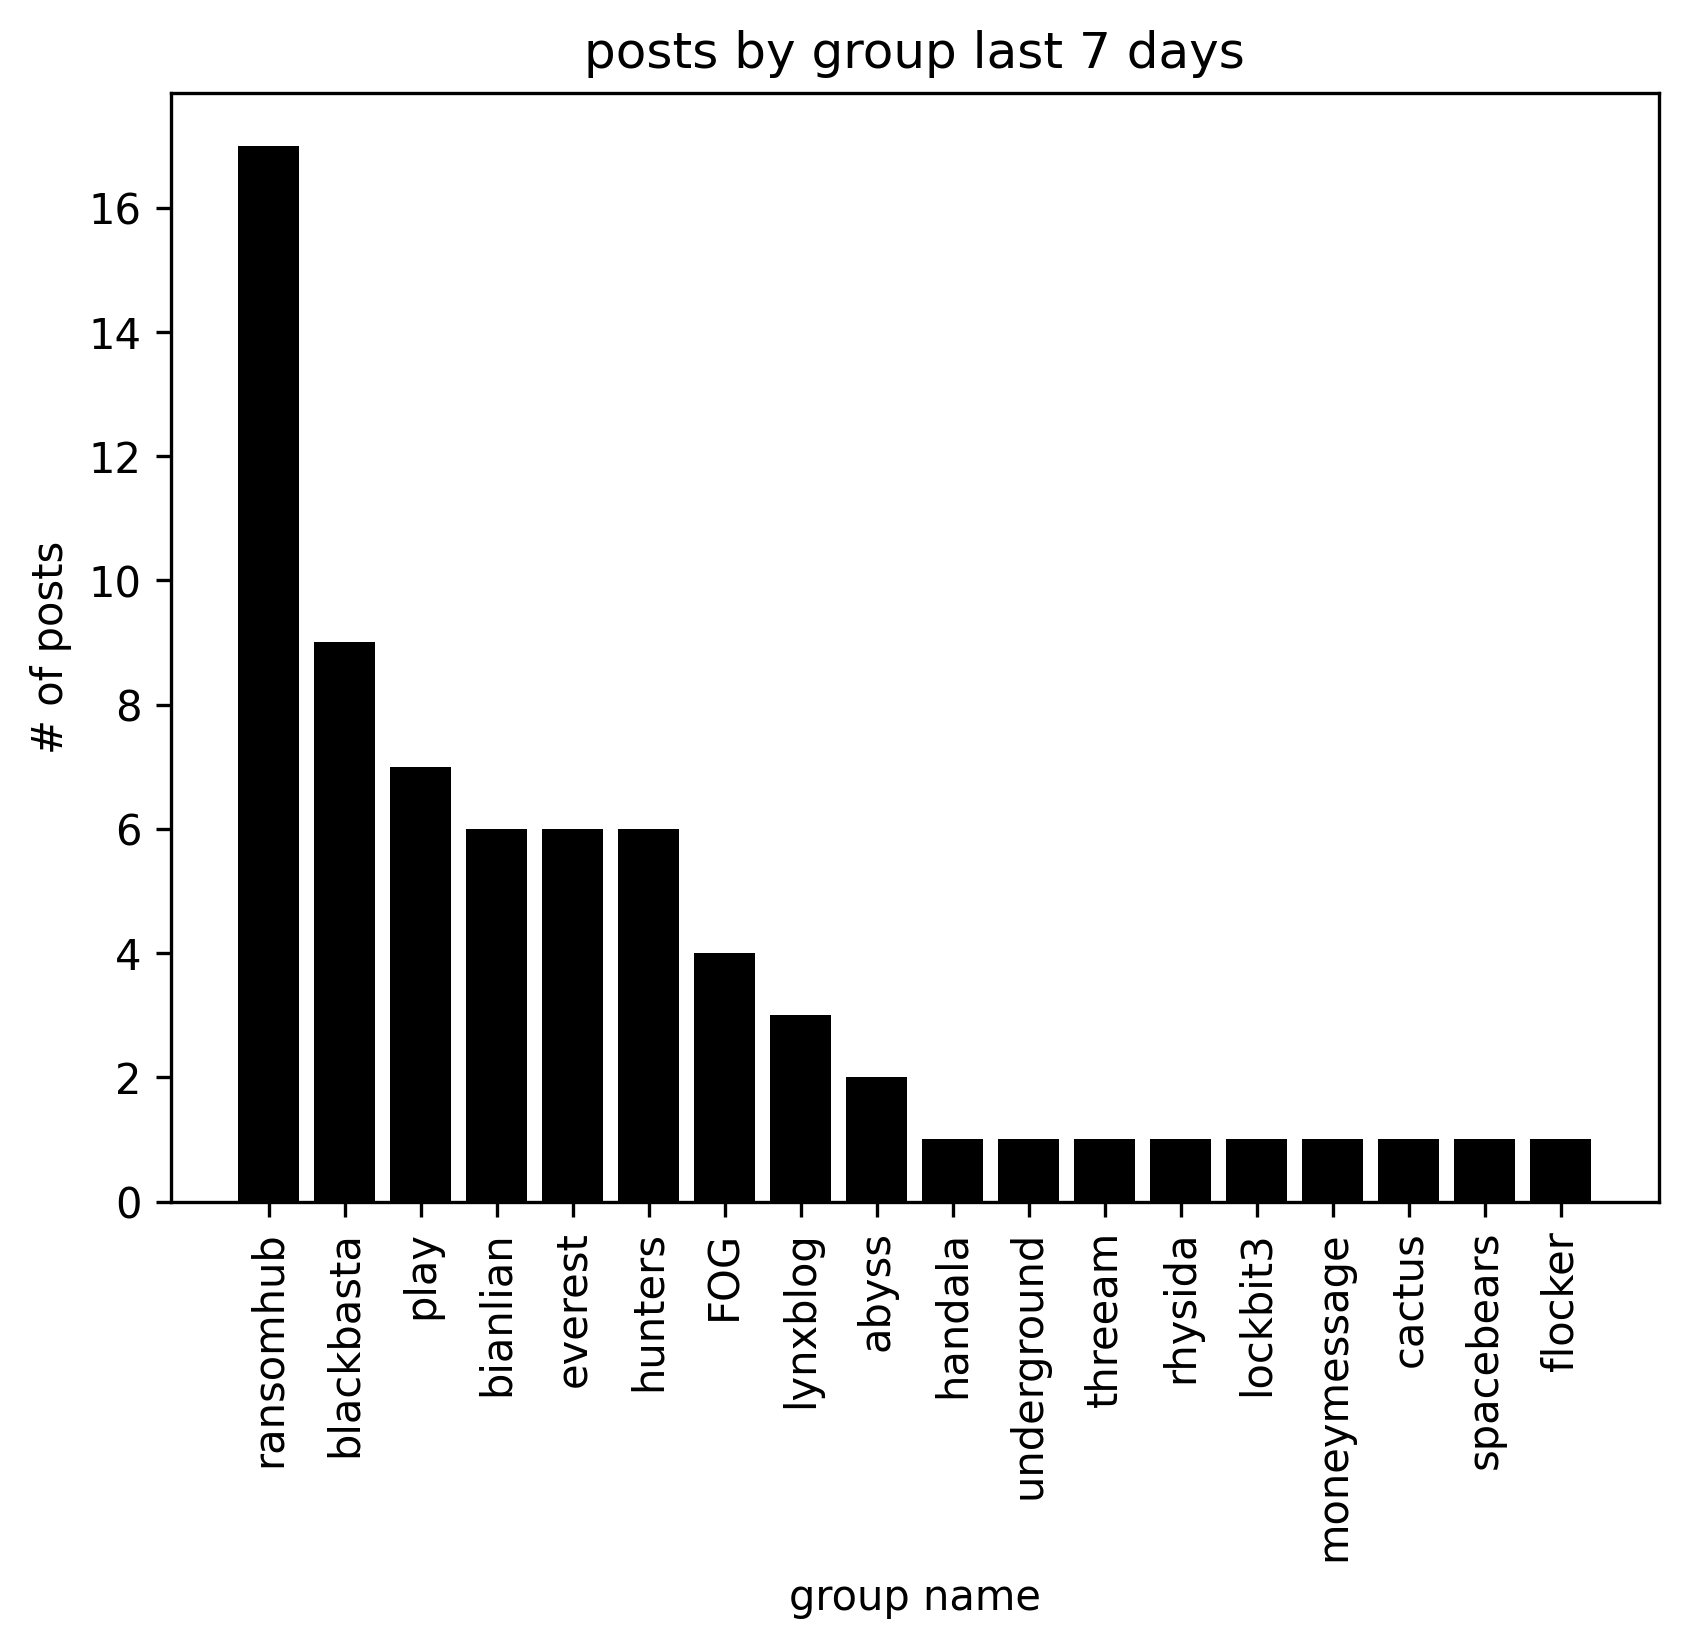 posts by group last 7 days
# of posts
16
14
12
10
8
6
4
2
0
ransomhub
blackbasta
play
bianlian
everest
hunters
FOG
lynxblog
abyss
handala
underground
threeam
rhysida
lockbit3
moneymessage
cactus
spacebears
flocker
group name